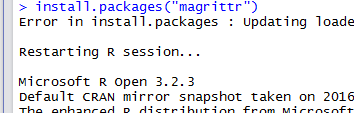 > install.packages("magrittr")
Error in install.packages : Updating loade
Restarting R session...
Microsoft R Open 3.2.3
Default CRAN mirror snapshot taken on 2016
The enhanced R distribution from Microsoft